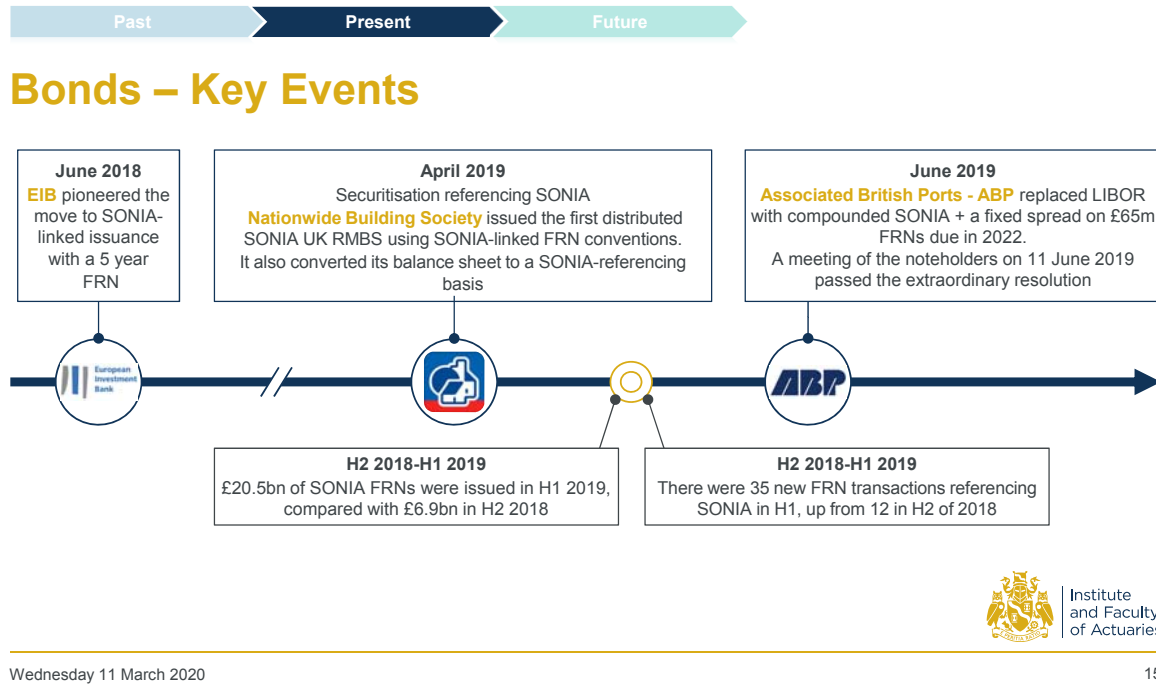 Past
Present
Future
Bonds – Key Events
June 2018
EIB pioneered the
move to SONIA-
linked issuance
with a 5 year
FRN
April 2019
Securitisation referencing SONIA
Nationwide Building Society issued the first distributed
SONIA UK RMBS using SONIA-linked FRN conventions.
It also converted its balance sheet to a SONIA-referencing
basis
June 2019
Associated British Ports - ABP replaced LIBOR
with compounded SONIA + a fixed spread on £65m
FRNs due in 2022.
A meeting of the noteholders on 11 June 2019
passed the extraordinary resolution
European
Investment
Bank
ABP
H2 2018-H1 2019
£20.5bn of SONIA FRNs were issued in H1 2019,
compared with £6.9bn in H2 2018
H2 2018-H1 2019
There were 35 new FRN transactions referencing
SONIA in H1, up from 12 in H2 of 2018
Institute
and Faculty
of Actuaries
Wednesday 11 March 2020
15